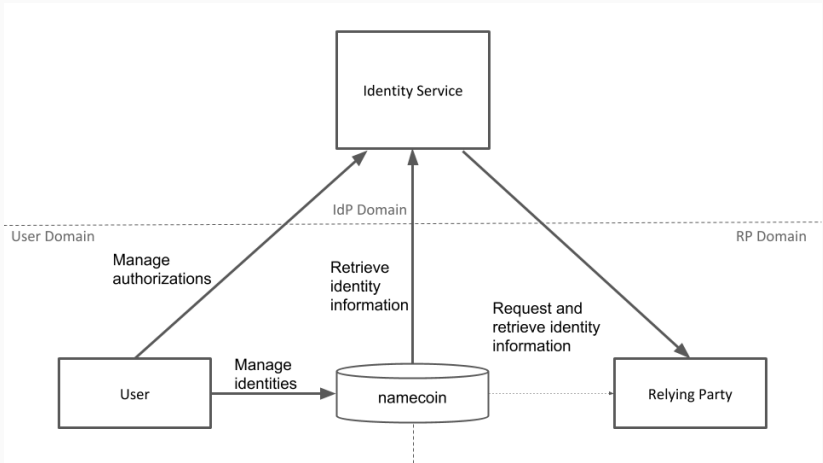 Identity Service
IdP Domain
User Domain
RP Domain
Manage
authorizations
Retrieve
identity
information
Request and
retrieve identity
information
Manage
identities
User
namecoin
Relying Party